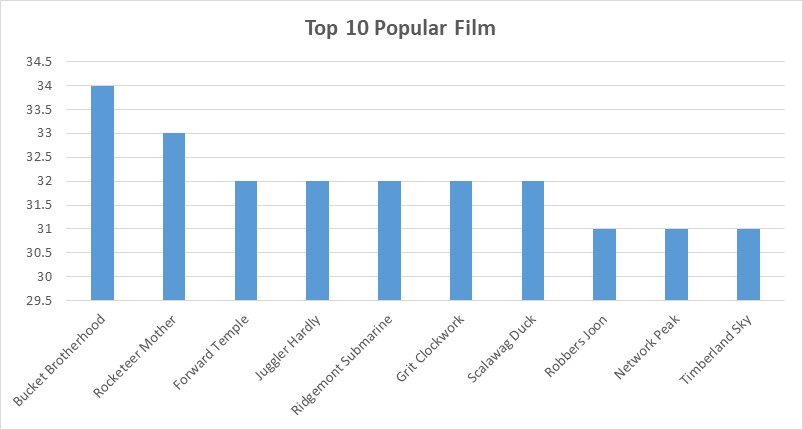 Top 10 Popular Film
34.5
34
33.5
33
32.5
32
31.5
31
30.5
30
29.5
Bucket Brotherhood
Rocketeer Mother
Forward Temple
Juggler Hardly
Ridgemont Submarine
Grit Clockwork
Scalawag Duck
Robbers Joon
Network Peak
Timberland Sky